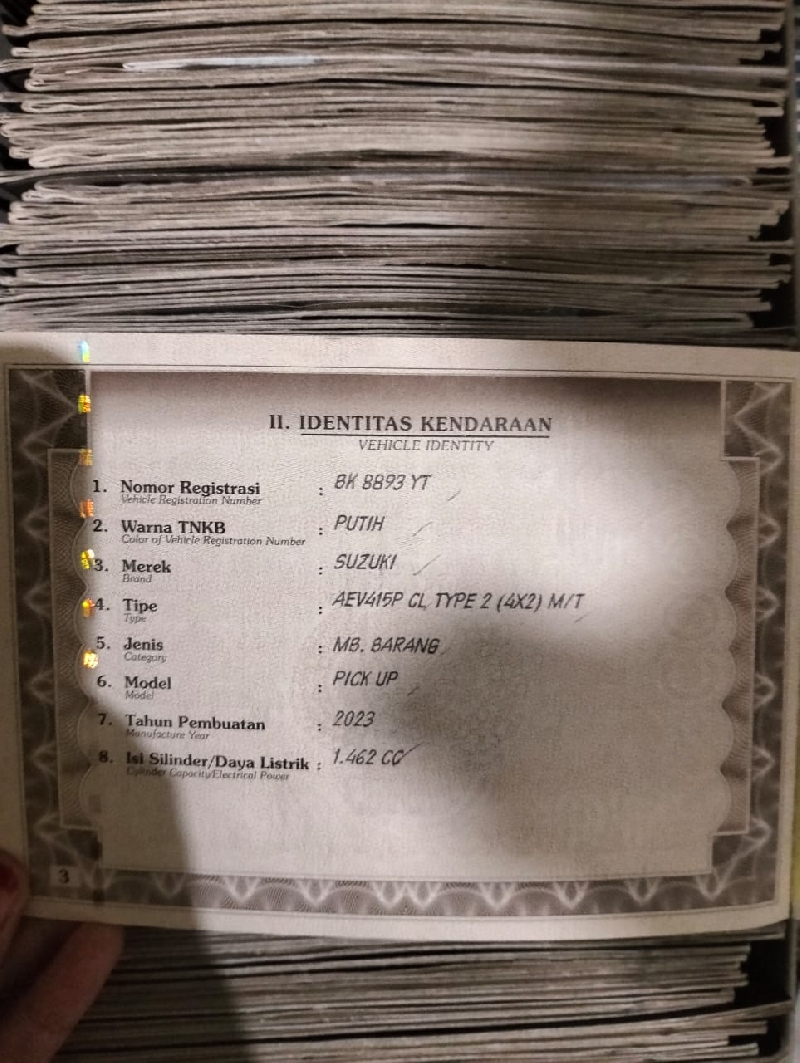 II. IDENTITAS KENDARAAN
VEHICLE IDENTITY
1. Nomor Registrasi : BK 8893 YT
Vehicle Registration Number
2. Warna TNKB : PUTIH
Color of Vehicle Registration Number
3. Merek : SUZUKI
Brand
4. Tipe : AEV415P CL TYPE 2 (4X2) M/T
Type
5. Jenis : MB. BARANG
Category
6. Model : PICK UP
Model
7. Tahun Pembuatan : 2023
Manufacture Year
8. Isi Silinder/Daya Listrik : 1.462 CC
Cylinder Capacity/Electrical Power
3